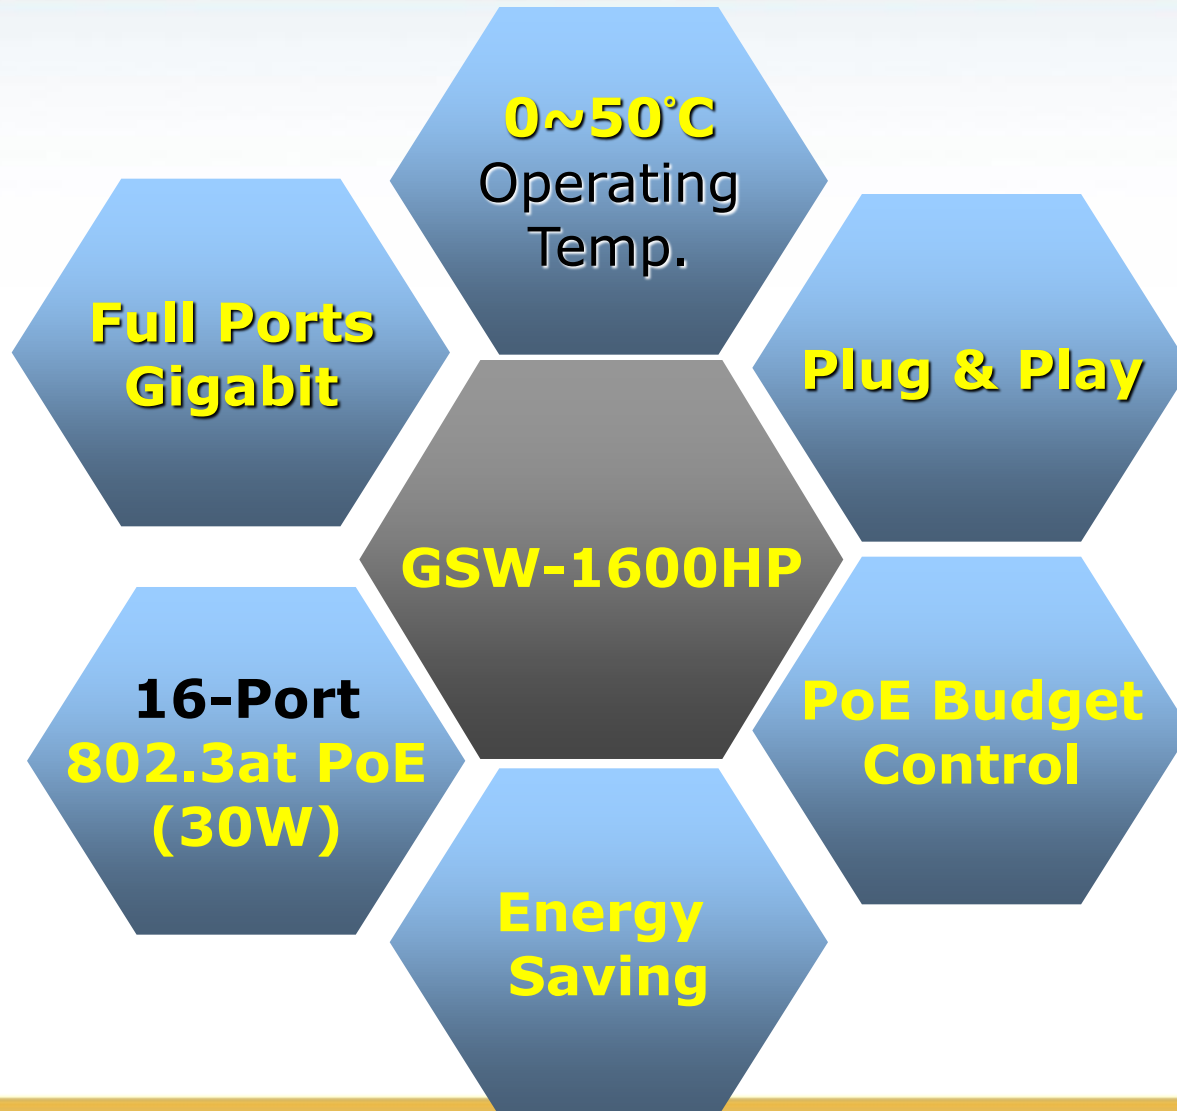 0~50°C
Operating
Temp.
Full Ports
Gigabit
Plug & Play
GSW-1600HP
16-Port
802.3at PoE
(30W)
PoE Budget
Control
Energy
Saving